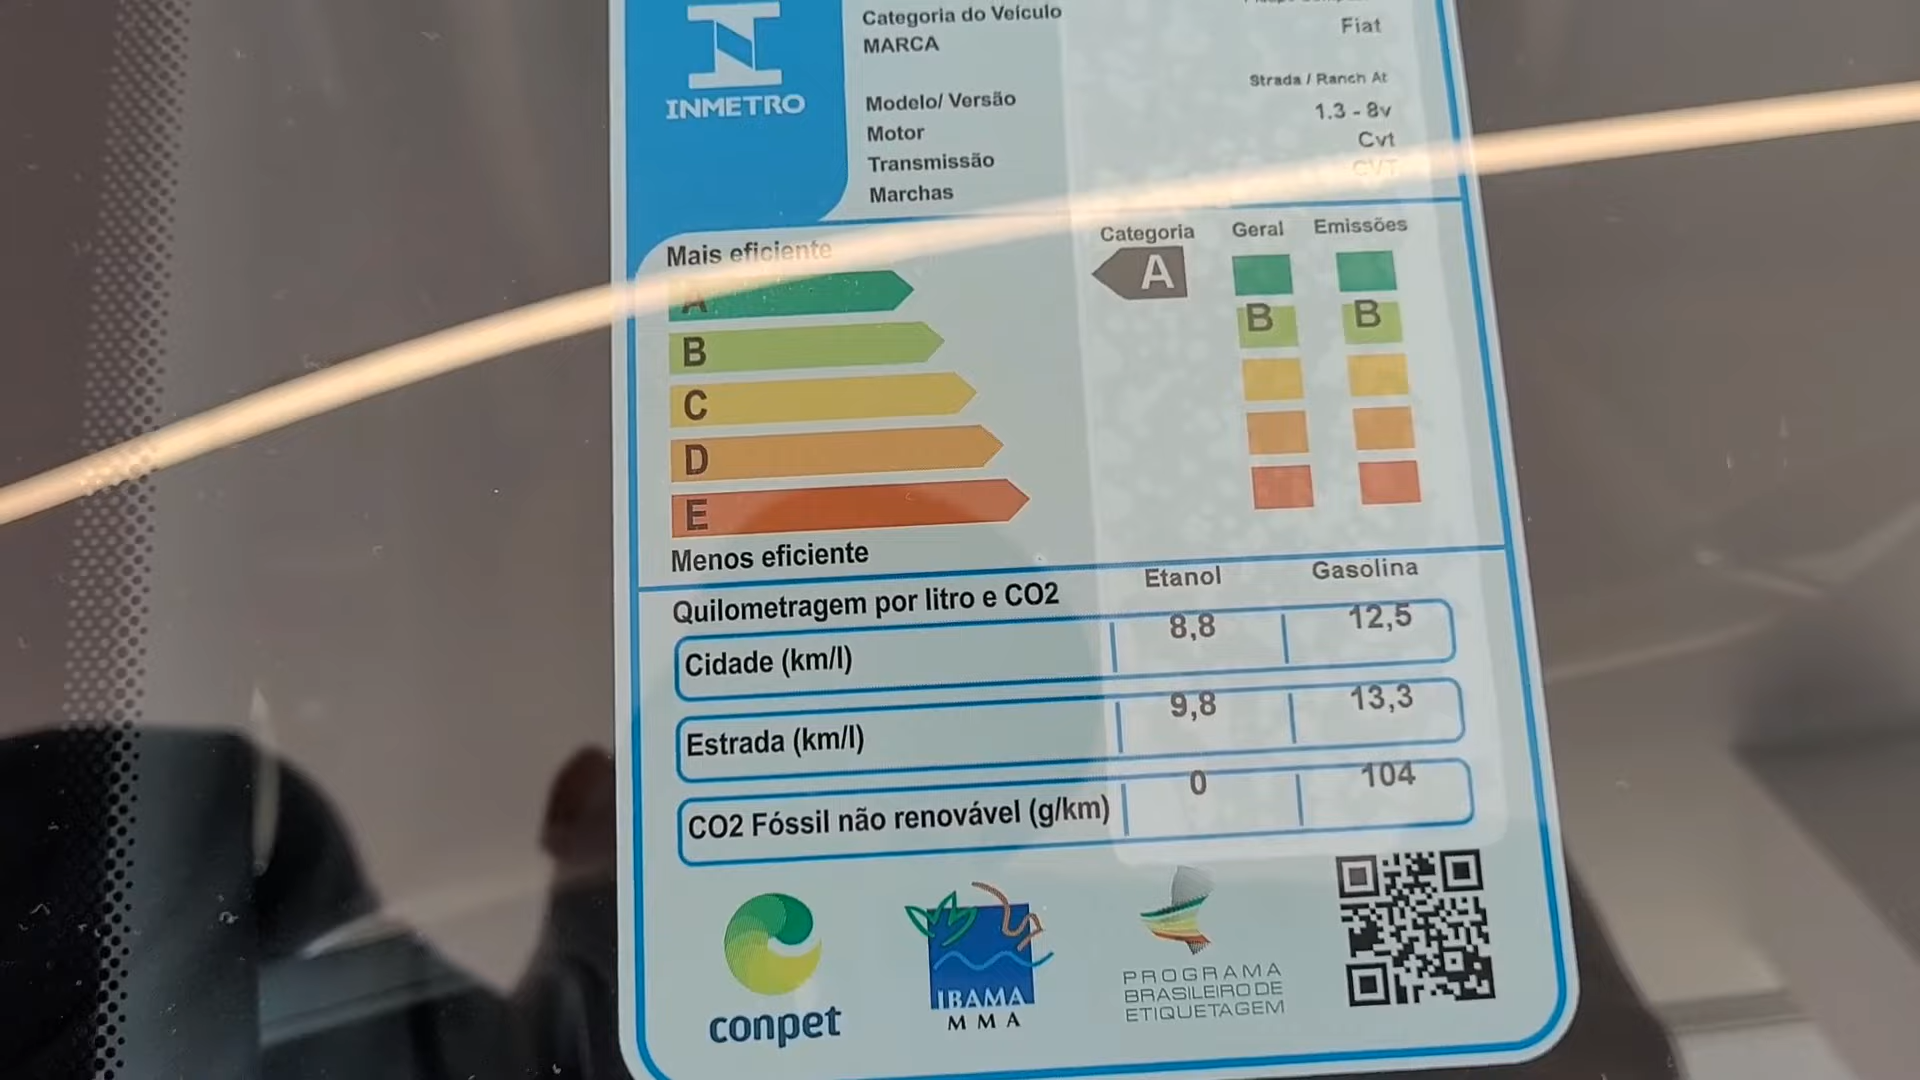 INMETRO
Categoria do Veículo
MARCA Fiat
Modelo/ Versão Strada / Ranch At
Motor 1.3 - 8v
Transmissão Cvt
Marchas CVT
Mais eficiente
Categoria Geral Emissões
A
B
C
D
E
A
B B
Menos eficiente
Quilometragem por litro e CO2 Etanol Gasolina
Cidade (km/l) 8,8 12,5
Estrada (km/l) 9,8 13,3
CO2 Fóssil não renovável (g/km) 0 104
conpet
IBAMA
MMA
PROGRAMA
BRASILEIRO DE
ETIQUETAGEM